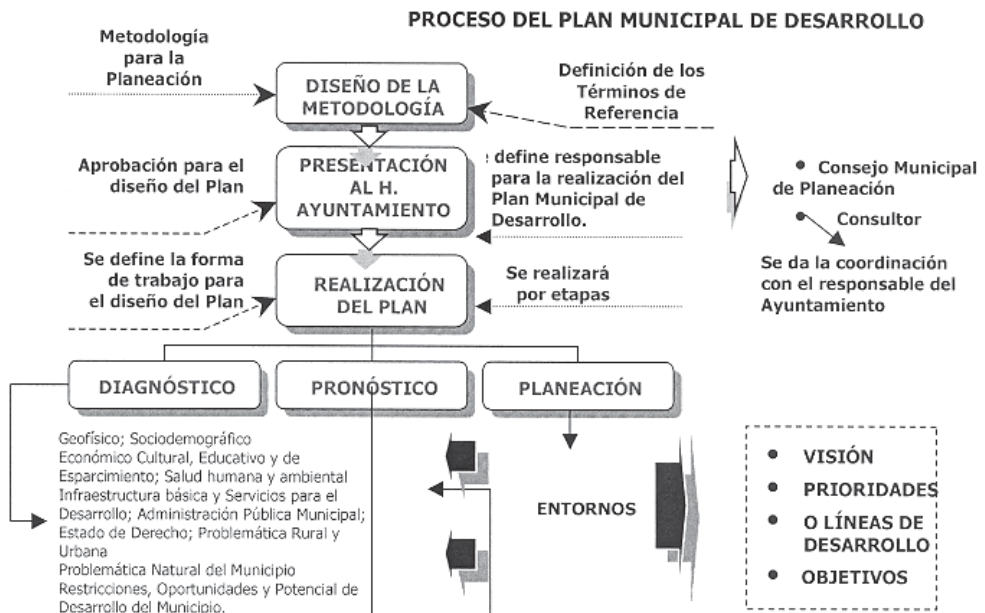 PROCESO DEL PLAN MUNICIPAL DE DESARROLLO
Metodología
para la
Planeación
DISEÑO DE LA
METODOLOGÍA
Definición de los
Términos de
Referencia
Aprobación para el
diseño del Plan
PRESENTACIÓN
AL H.
AYUNTAMIENTO
define responsable
para la realización del
Plan Municipal de
Desarrollo.
• Consejo Municipal
de Planeación
• Consultor
Se da la coordinación
con el responsable del
Ayuntamiento
Se define la forma
de trabajo para
el diseño del Plan
REALIZACIÓN
DEL PLAN
Se realizará
por etapas
DIAGNÓSTICO
PRONÓSTICO
PLANEACIÓN
Geofísico; Sociodemográfico
Económico Cultural, Educativo y de
Esparcimiento; Salud humana y ambiental
Infraestructura básica y Servicios para el
Desarrollo; Administración Pública Municipal;
Estado de Derecho; Problemática Rural y
Urbana
Problemática Natural del Municipio
Restricciones, Oportunidades y Potencial de
Desarrollo del Municipio.
ENTORNOS
• VISIÓN
• PRIORIDADES
• O LÍNEAS DE
DESARROLLO
• OBJETIVOS